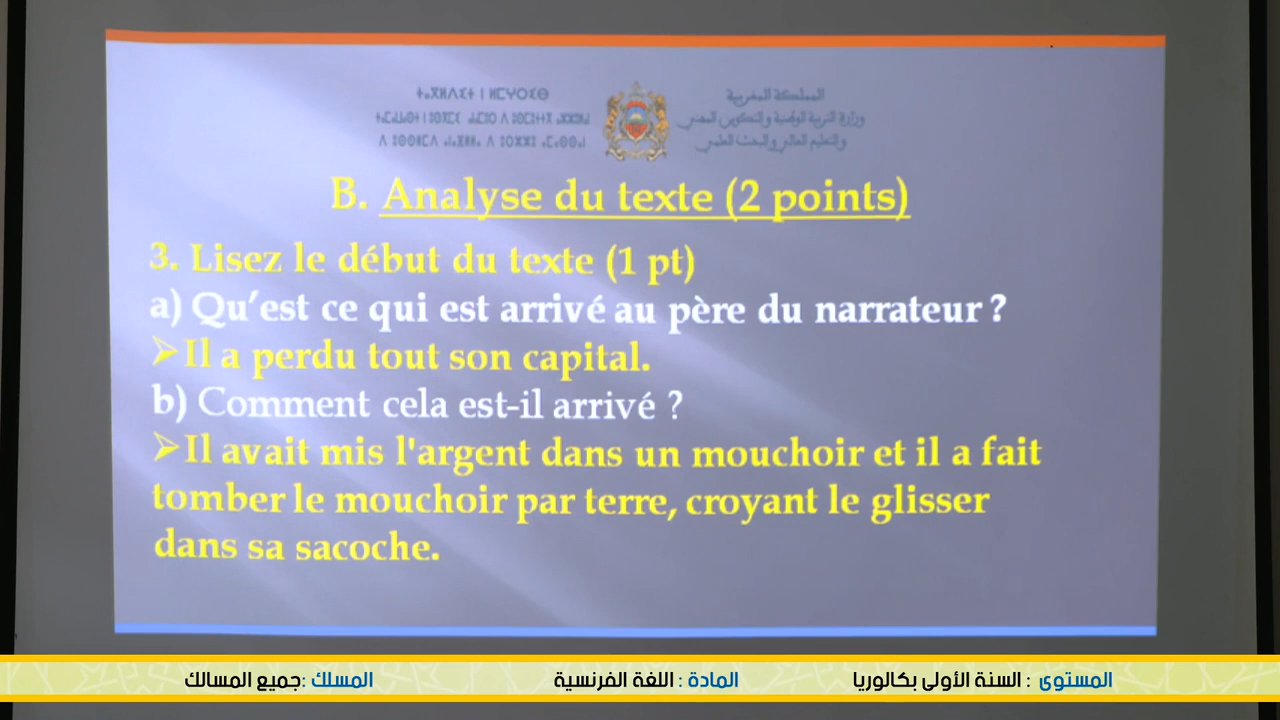 المملكة المغربية
وزارة التربية الوطنية والتكوين المهني
والتعليم العالي والبحث العلمي
B. Analyse du texte (2 points)
3. Lisez le début du texte (1 pt)
a) Qu’est ce qui est arrivé au père du narrateur ?
➢Il a perdu tout son capital.
b) Comment cela est-il arrivé ?
➢Il avait mis l'argent dans un mouchoir et il a fait
tomber le mouchoir par terre, croyant le glisser
dans sa sacoche.
المستوى : السنة الأولى بكالوريا المادة : اللغة الفرنسية المسلك :جميع المسالك